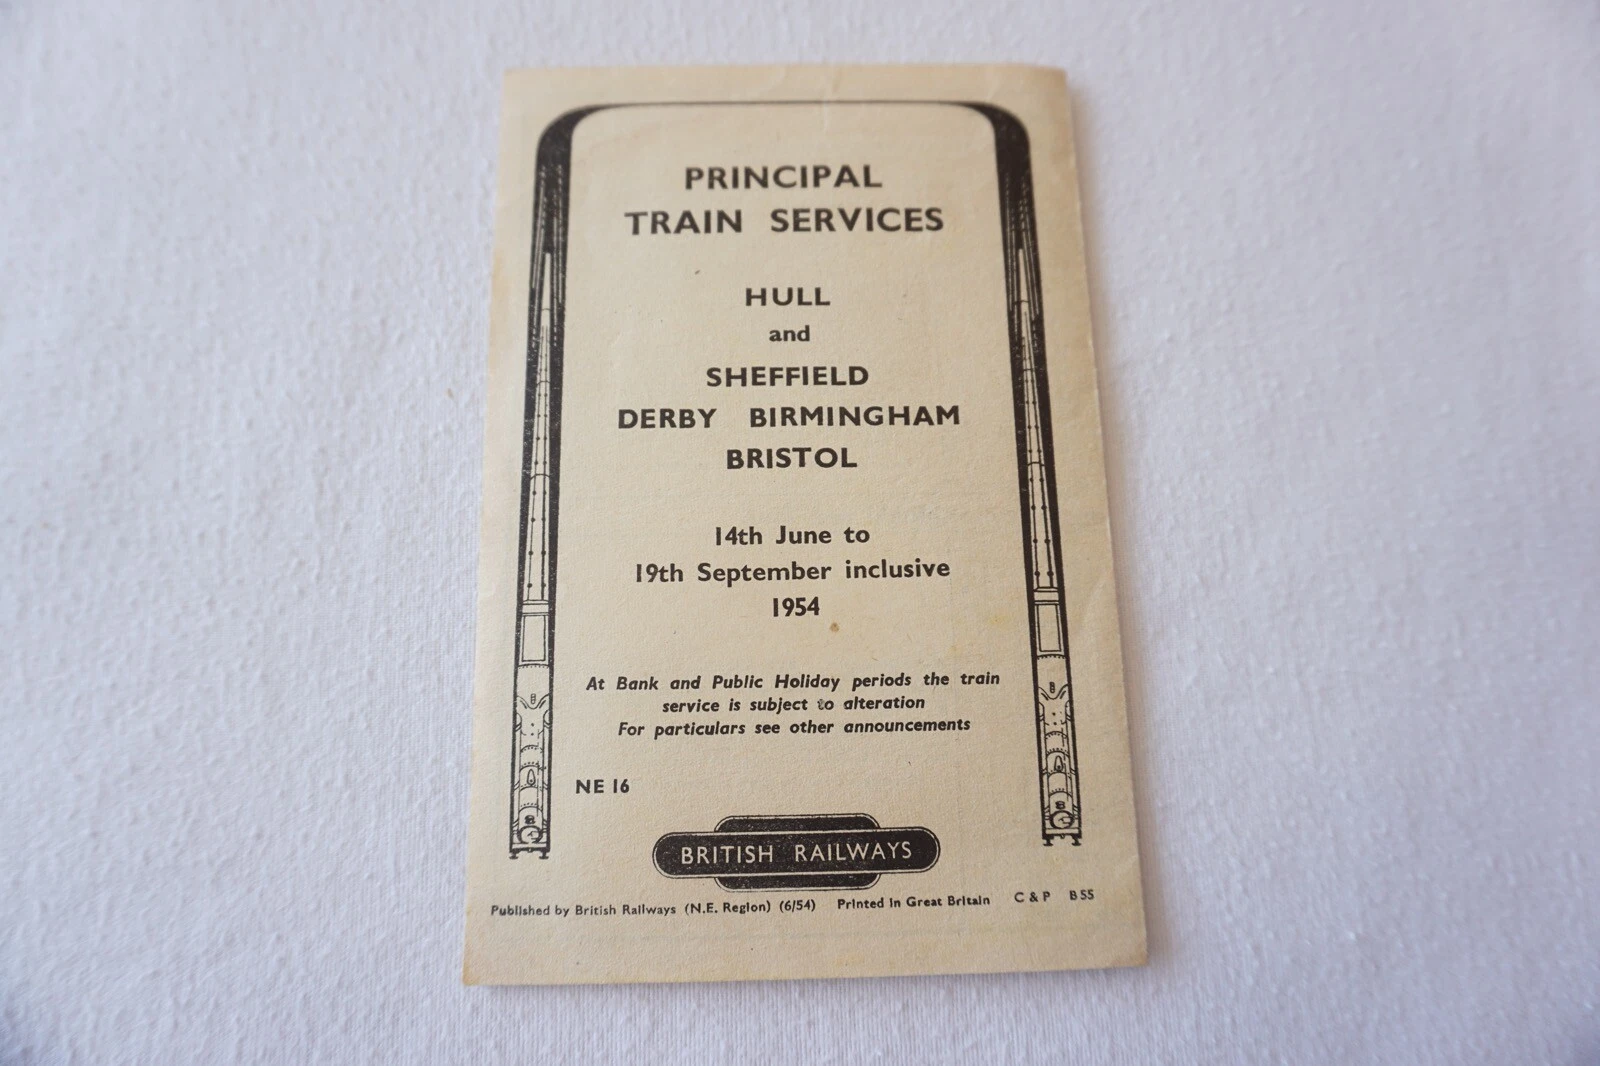 PRINCIPAL
TRAIN SERVICES
HULL
and
SHEFFIELD
DERBY BIRMINGHAM
BRISTOL
14th June to
19th September inclusive
1954
At Bank and Public Holiday periods the train
service is subject to alteration
For particulars see other announcements
NE 16
BRITISH RAILWAYS
Published by British Railways (N.E. Region) (6/54) Printed in Great Britain C & P B 55